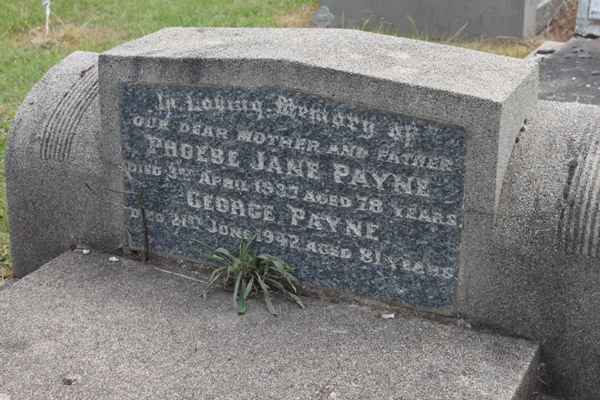 In Loving Memory of
OUR DEAR MOTHER AND FATHER
PHOEBE JANE PAYNE
DIED 3RD APRIL 1937 AGED 78 YEARS
GEORGE PAYNE
DIED 21ST JUNE 1942 AGED 81 YEARS